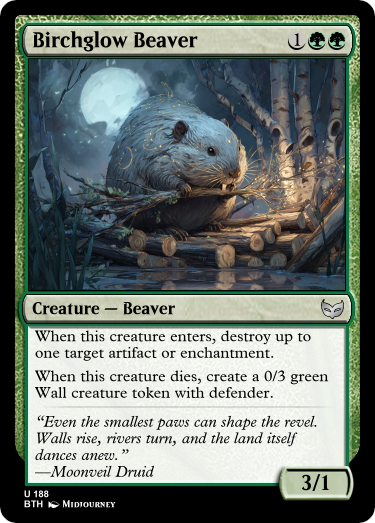 Birchglow Beaver 1
Creature — Beaver
When this creature enters, destroy up to
one target artifact or enchantment.
When this creature dies, create a 0/3 green
Wall creature token with defender.
“Even the smallest paws can shape the revel.
Walls rise, rivers turn, and the land itself
dances anew.”
—Moonveil Druid
3/1
U 188
BTH Midjourney